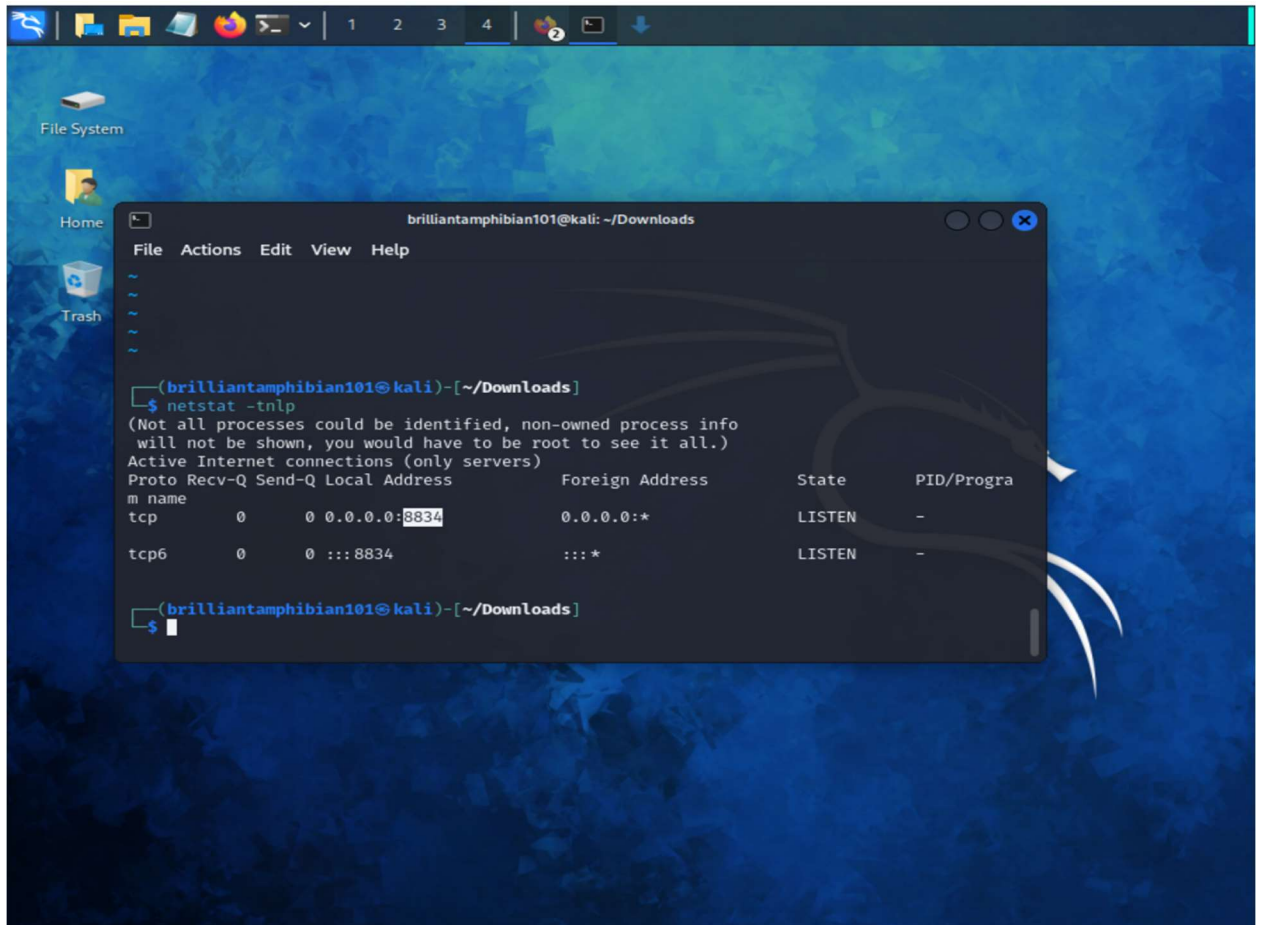 1 2 3 4 2
File System
Home
Trash
brilliantamphibian101@kali: ~/Downloads
File Actions Edit View Help
~
~
~
~
~
┌──(brilliantamphibian101㉿kali)-[~/Downloads]
└─$ netstat -tnlp
(Not all processes could be identified, non-owned process info
 will not be shown, you would have to be root to see it all.)
Active Internet connections (only servers)
Proto Recv-Q Send-Q Local Address           Foreign Address         State       PID/Progra
m name
tcp        0      0 0.0.0.0:8834            0.0.0.0:*               LISTEN      -
tcp6       0      0 :::8834                 :::*                    LISTEN      -
┌──(brilliantamphibian101㉿kali)-[~/Downloads]
└─$